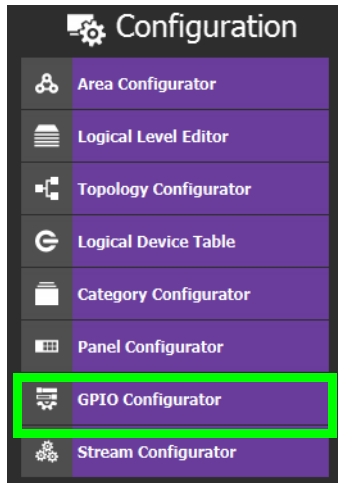 Configuration
Area Configurator
Logical Level Editor
Topology Configurator
Logical Device Table
Category Configurator
Panel Configurator
GPIO Configurator
Stream Configurator